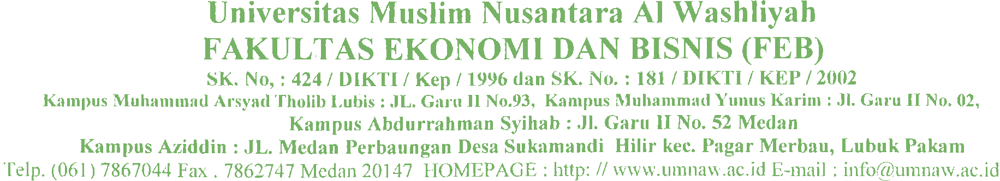 Universitas Muslim Nusantara Al Washliyah
FAKULTAS EKONOMI DAN BISNIS (FEB)
SK. No, : 424 / DIKTI / Kep / 1996 dan SK. No. : 181 / DIKTI / KEP / 2002
Kampus Muhammad Arsyad Tholib Lubis : JL. Garu II No.93, Kampus Muhammad Yunus Karim : Jl. Garu II No. 02,
Kampus Abdurrahman Syihab : Jl. Garu II No. 52 Medan
Kampus Aziddin : JL. Medan Perbaungan Desa Sukamandi Hilir kec. Pagar Merbau, Lubuk Pakam
Telp. (061) 7867044 Fax . 7862747 Medan 20147 HOMEPAGE : http: // www.umnaw.ac.id E-mail : info@umnaw.ac.id